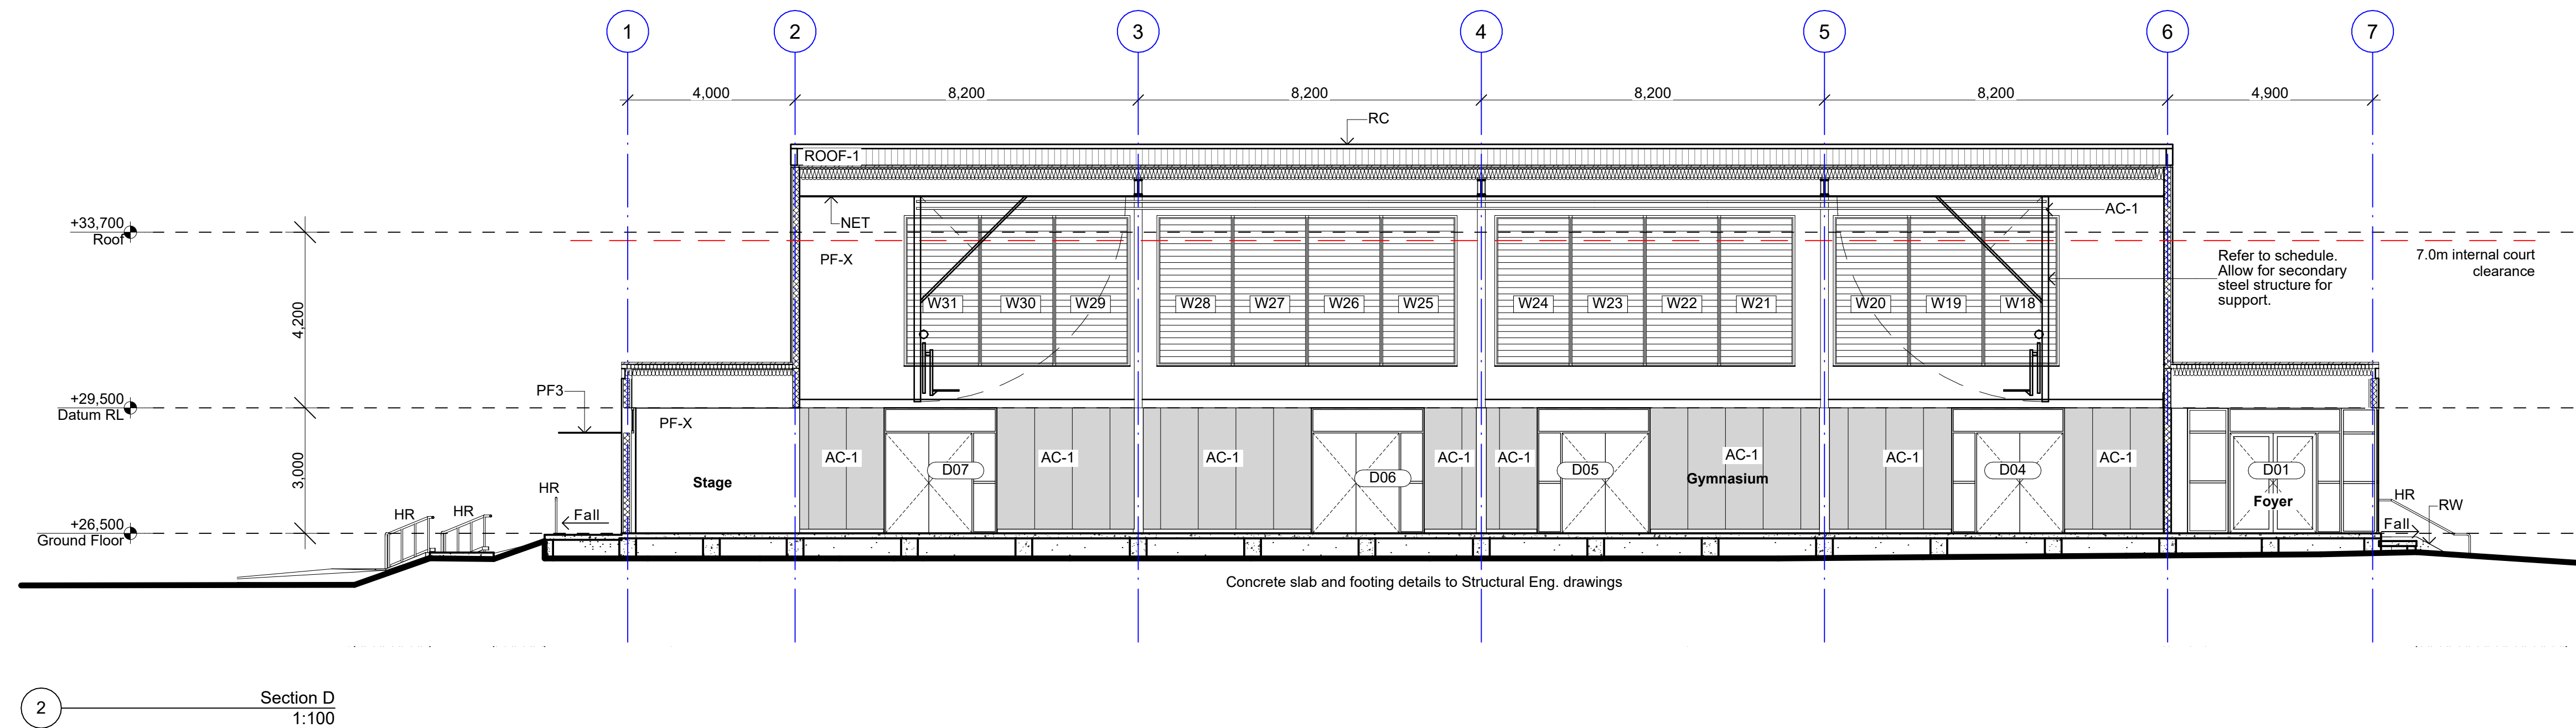 1 2 3 4 5 6 7
4,000 8,200 8,200 8,200 8,200 4,900
RC
ROOF-1
NET
AC-1
+33,700
Roof
PF-X
Refer to schedule.
Allow for secondary
steel structure for
support.
7.0m internal court
clearance
W31 W30 W29 W28 W27 W26 W25 W24 W23 W22 W21 W20 W19 W18
4,200
PF3
+29,500
Datum RL
PF-X
AC-1 D07 AC-1 AC-1 D06 AC-1 AC-1 D05 AC-1 AC-1 D04 AC-1 D01
3,000
Stage
Gymnasium
Foyer
HR
HR
HR
Fall
HR
RW
Fall
+26,500
Ground Floor
Concrete slab and footing details to Structural Eng. drawings
2
Section D
1:100